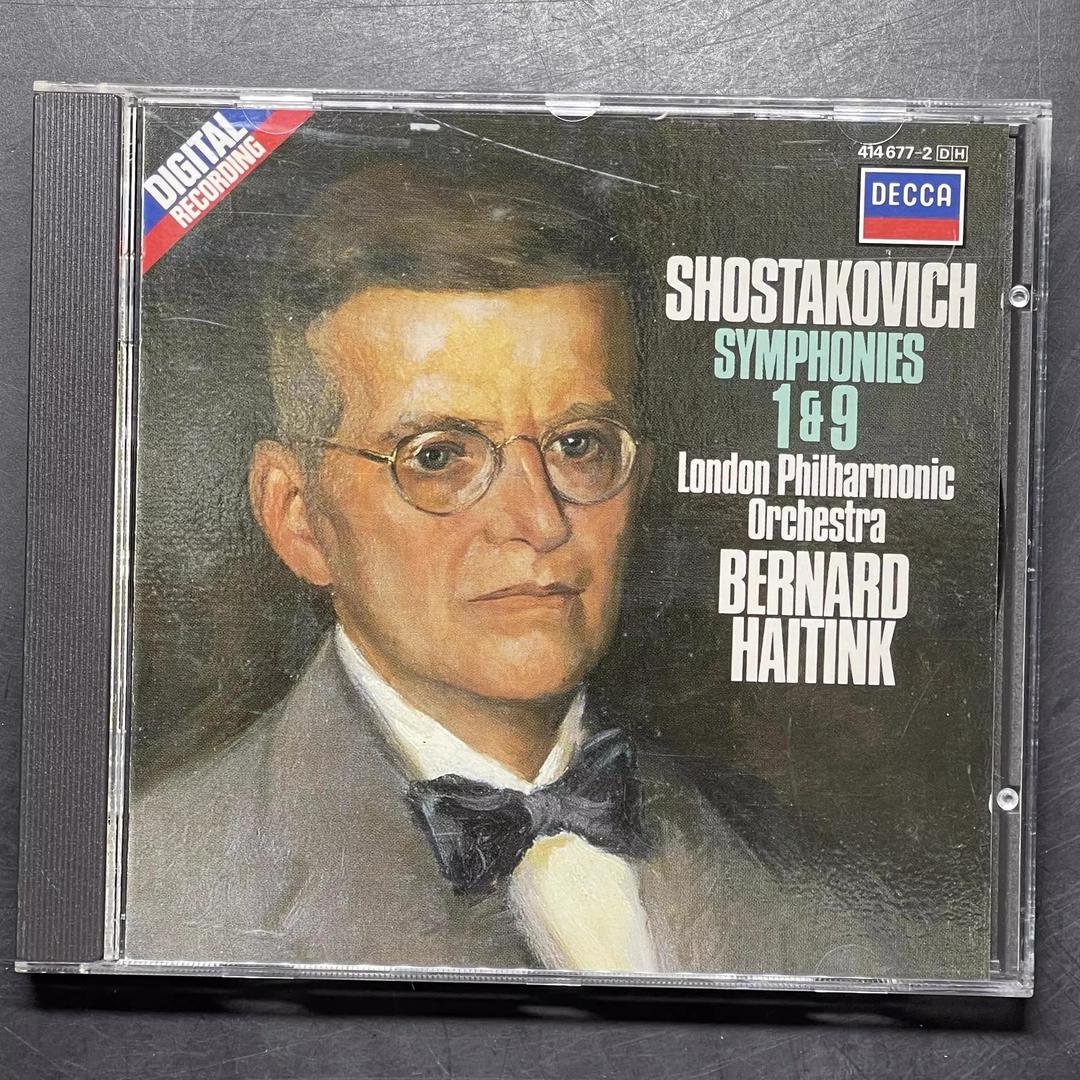 DIGITAL
RECORDING
414 677-2 DH
DECCA
SHOSTAKOVICH
SYMPHONIES
1 & 9
London Philharmonic
Orchestra
BERNARD
HAITINK